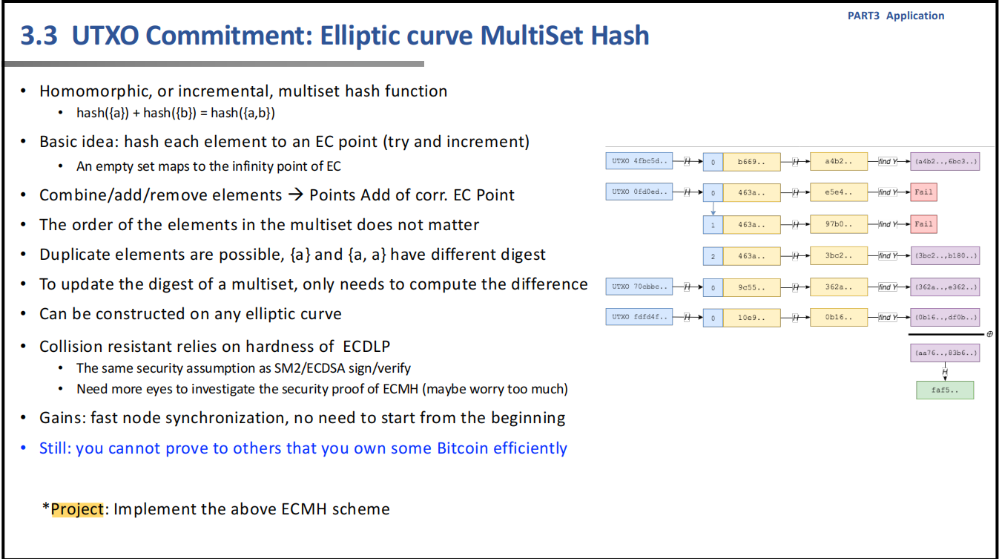 PART3 Application
3.3 UTXO Commitment: Elliptic curve MultiSet Hash
• Homomorphic, or incremental, multiset hash function
• hash({a}) + hash({b}) = hash({a,b})
• Basic idea: hash each element to an EC point (try and increment)
• An empty set maps to the infinity point of EC
• Combine/add/remove elements → Points Add of corr. EC Point
• The order of the elements in the multiset does not matter
• Duplicate elements are possible, {a} and {a, a} have different digest
• To update the digest of a multiset, only needs to compute the difference
• Can be constructed on any elliptic curve
• Collision resistant relies on hardness of ECDLP
• The same security assumption as SM2/ECDSA sign/verify
• Need more eyes to investigate the security proof of ECMH (maybe worry too much)
• Gains: fast node synchronization, no need to start from the beginning
• Still: you cannot prove to others that you own some Bitcoin efficiently
*Project: Implement the above ECMH scheme
UTXO 4fbc5d.. H 0 b669.. H a4b2.. find Y (a4b2..,6bc3..)
UTXO 0fd0ed.. H 0 463a.. H e5e4.. find Y Fail
1 463a.. H 97b0.. find Y Fail
2 463a.. H 3bc2.. find Y (3bc2..,b180..)
UTXO 70cbbc.. H 0 9c55.. H 362a.. find Y (362a..,e362..)
UTXO fdfd4f.. H 0 10e9.. H 0b16.. find Y (0b16..,df0b..)
⊕
(aa76..,83b6..)
H
faf5..